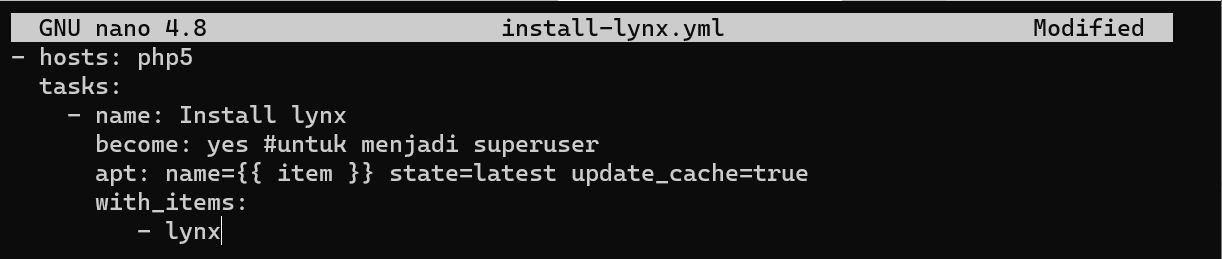 GNU nano 4.8 install-lynx.yml Modified
- hosts: php5
  tasks:
    - name: Install lynx
      become: yes #untuk menjadi superuser
      apt: name={{ item }} state=latest update_cache=true
      with_items:
         - lynx